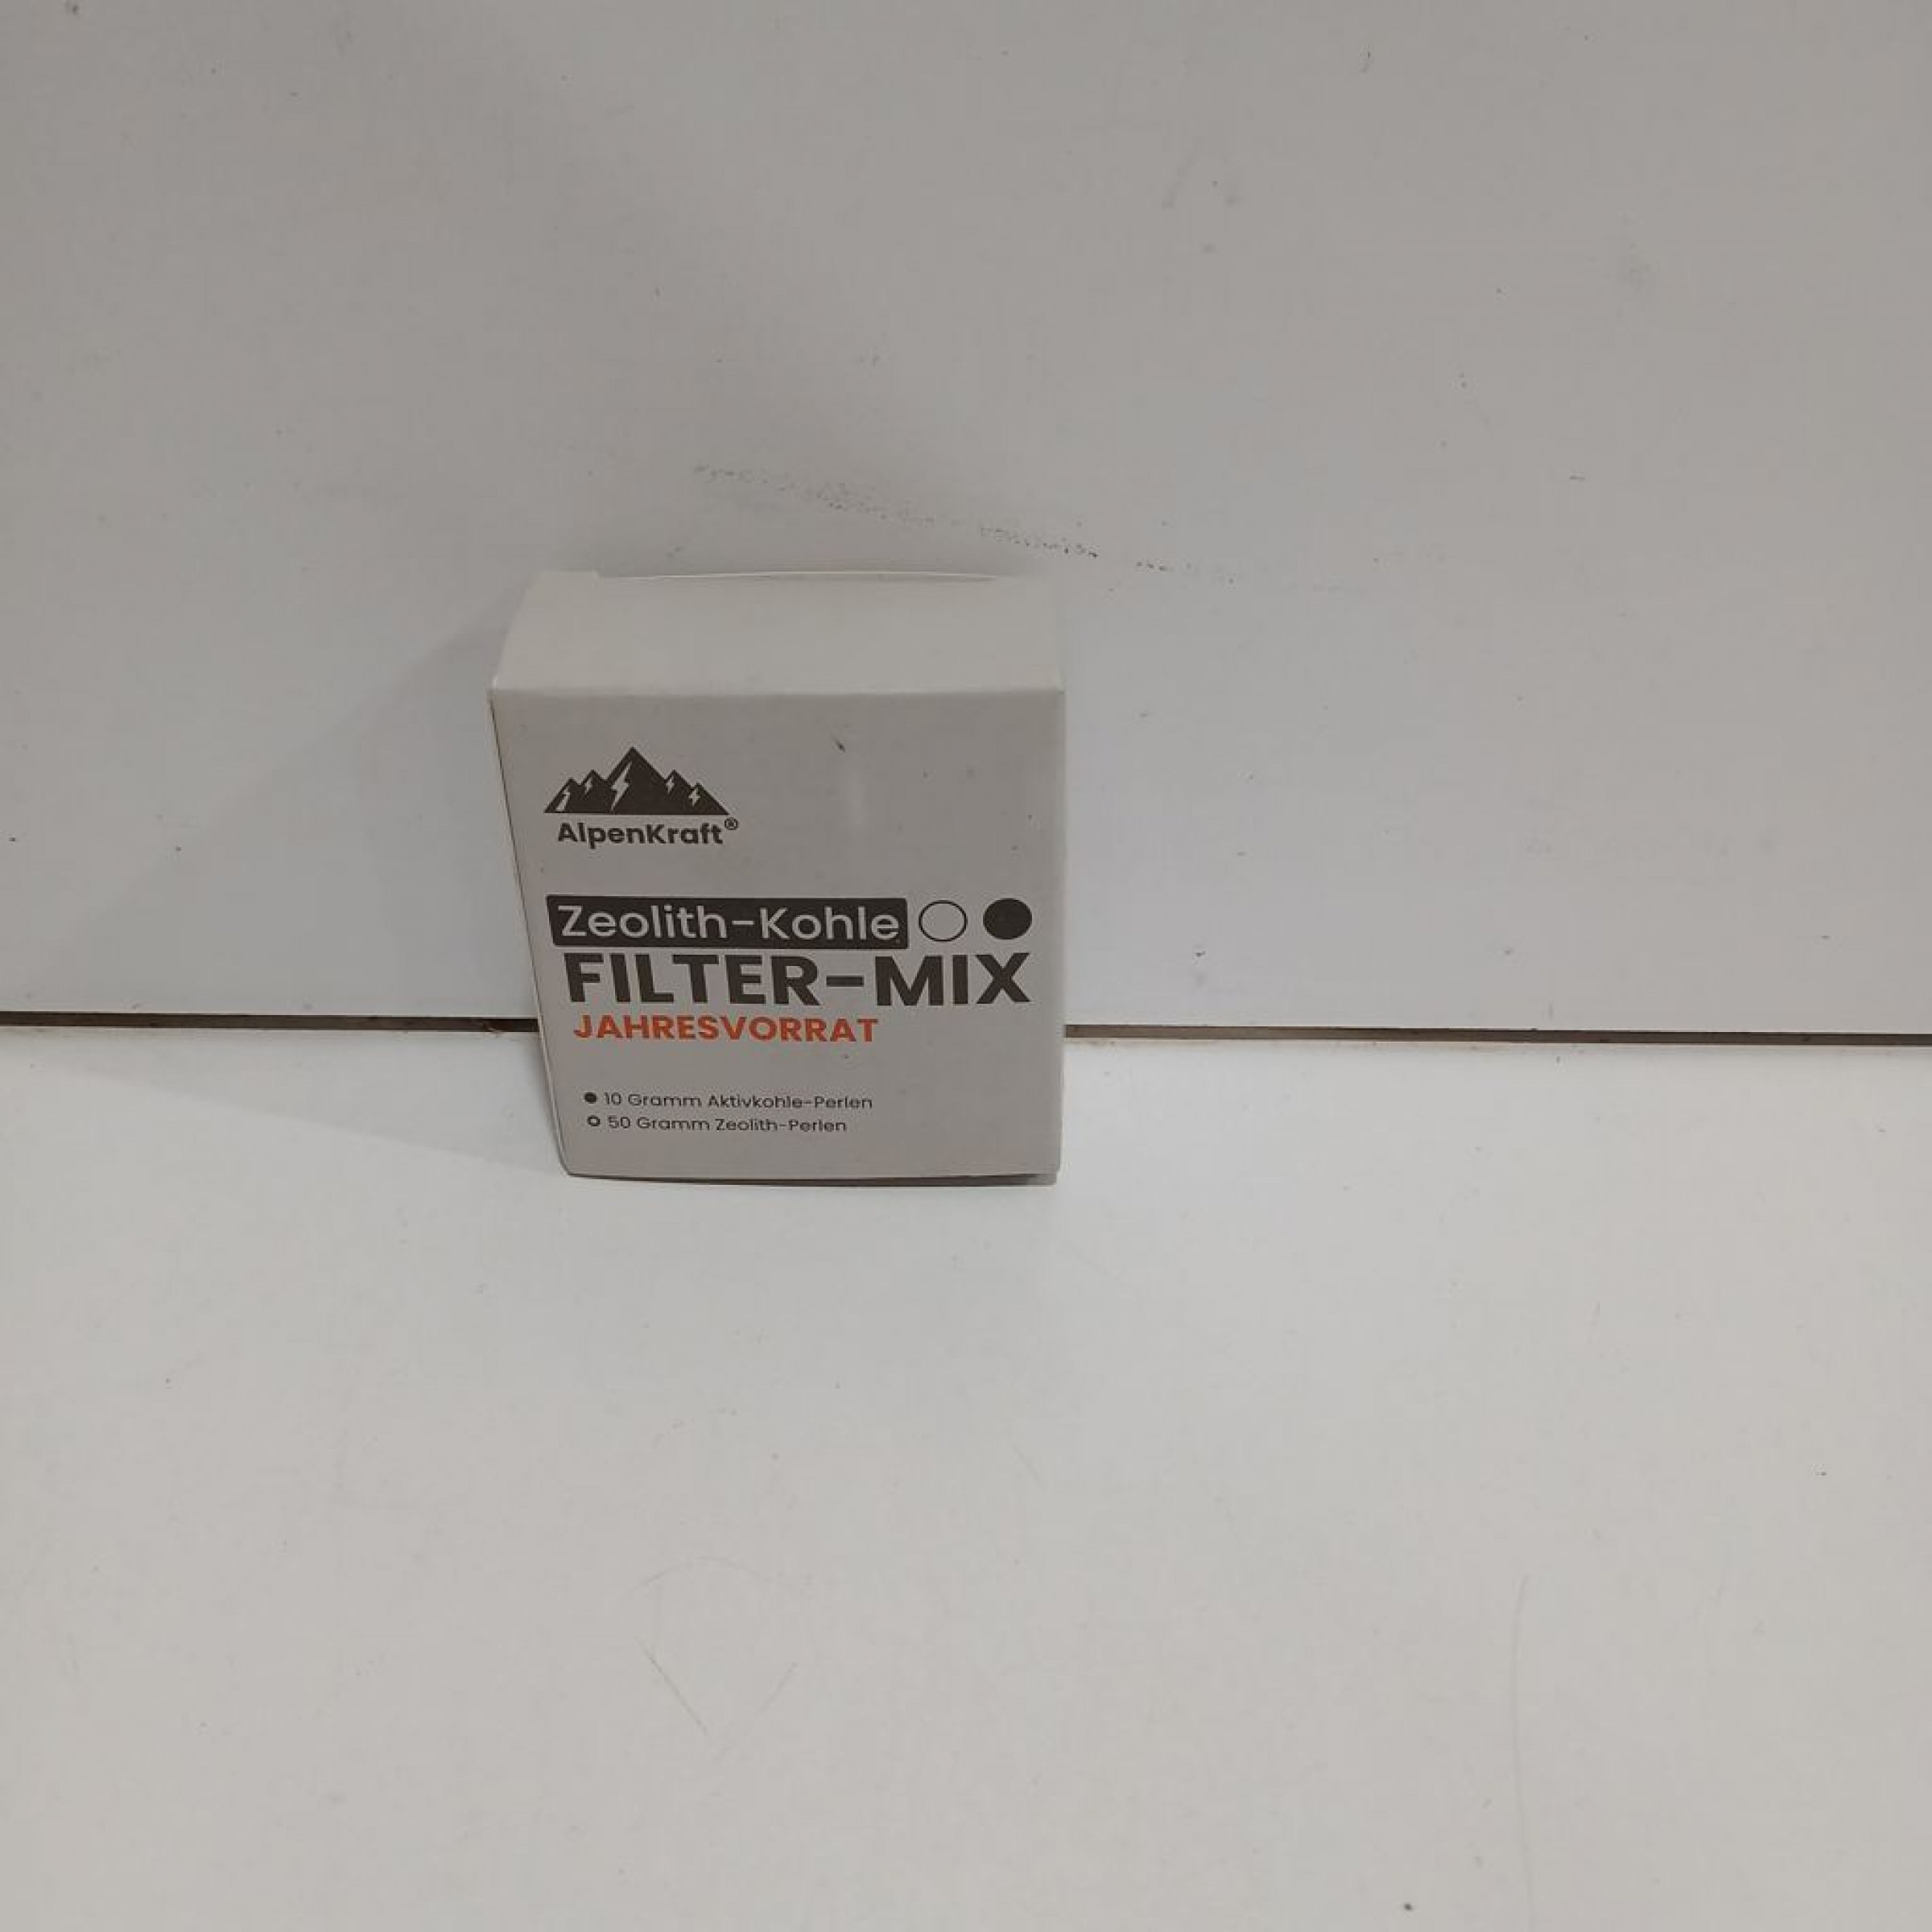 AlpenKraft®
Zeolith-Kohle
FILTER-MIX
JAHRESVORRAT
10 Gramm Aktivkohle-Perlen
50 Gramm Zeolith-Perlen